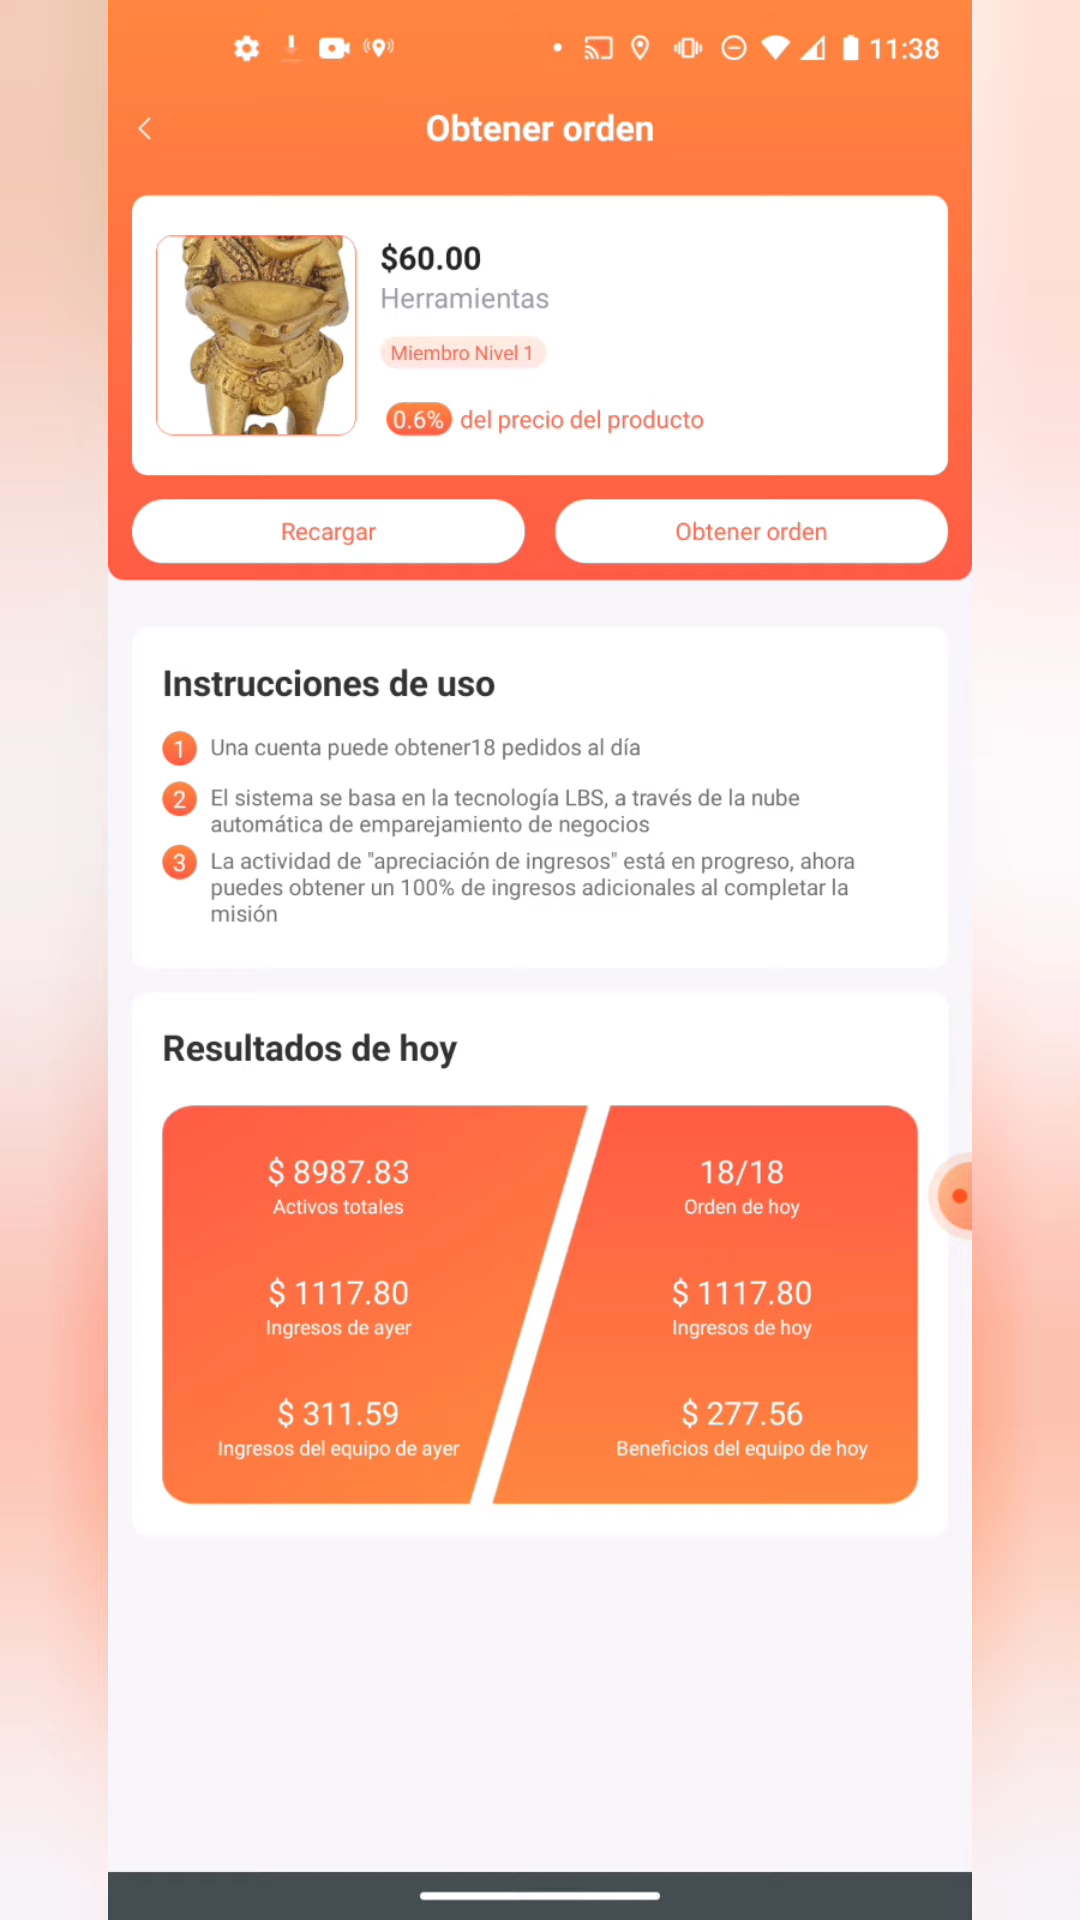 11:38
Obtener orden
$60.00
Herramientas
Miembro Nivel 1
0.6% del precio del producto
Recargar
Obtener orden
Instrucciones de uso
1 Una cuenta puede obtener18 pedidos al día
2 El sistema se basa en la tecnología LBS, a través de la nube
automática de emparejamiento de negocios
3 La actividad de "apreciación de ingresos" está en progreso, ahora
puedes obtener un 100% de ingresos adicionales al completar la
misión
Resultados de hoy
$ 8987.83
Activos totales
18/18
Orden de hoy
$ 1117.80
Ingresos de ayer
$ 1117.80
Ingresos de hoy
$ 311.59
Ingresos del equipo de ayer
$ 277.56
Beneficios del equipo de hoy